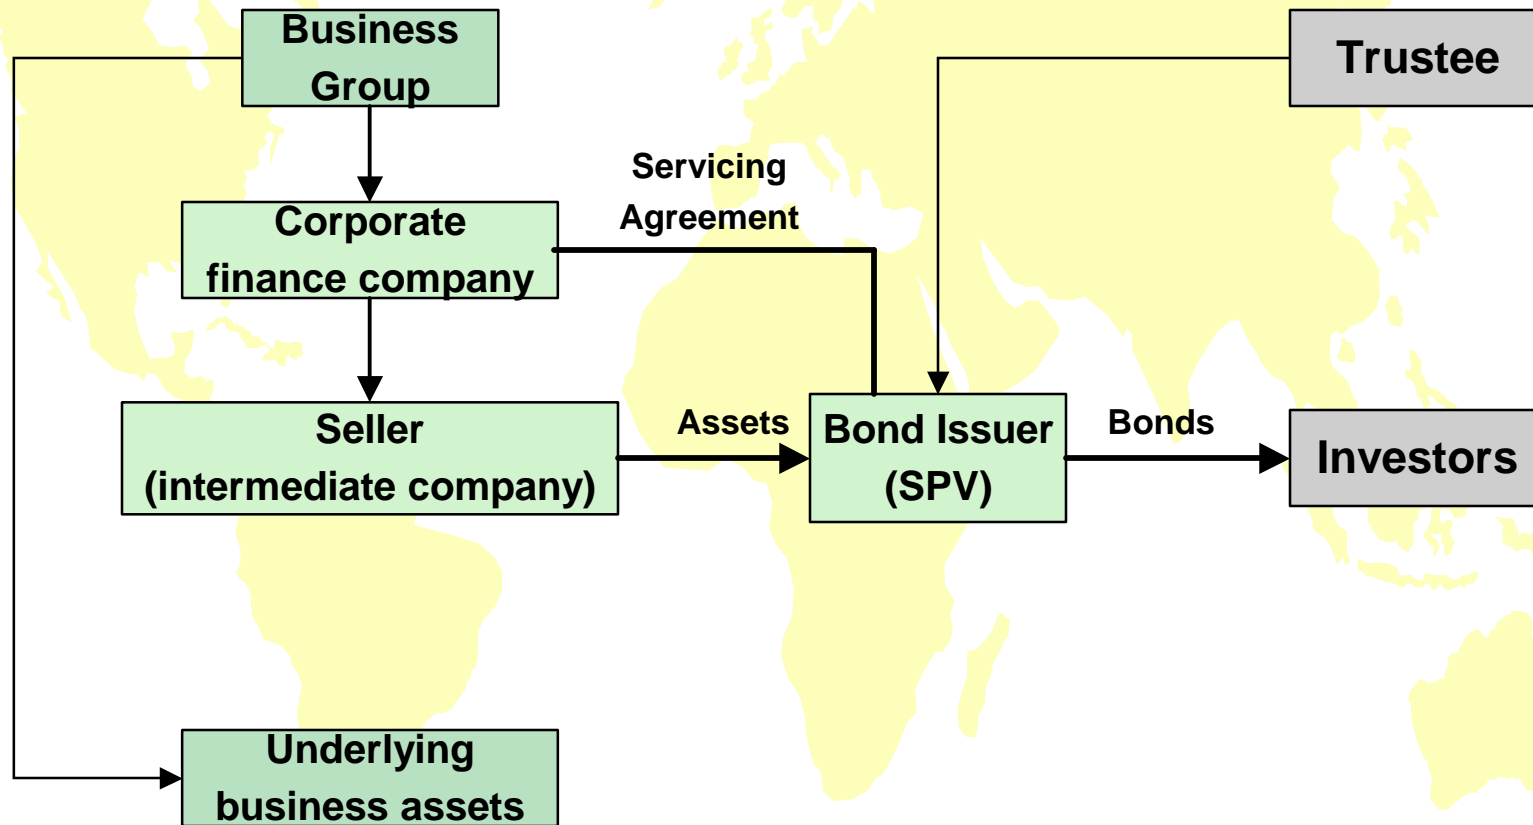 Business
Group
Trustee
Servicing
Agreement
Corporate
finance company
Seller
(intermediate company)
Assets
Bond Issuer
(SPV)
Bonds
Investors
Underlying
business assets